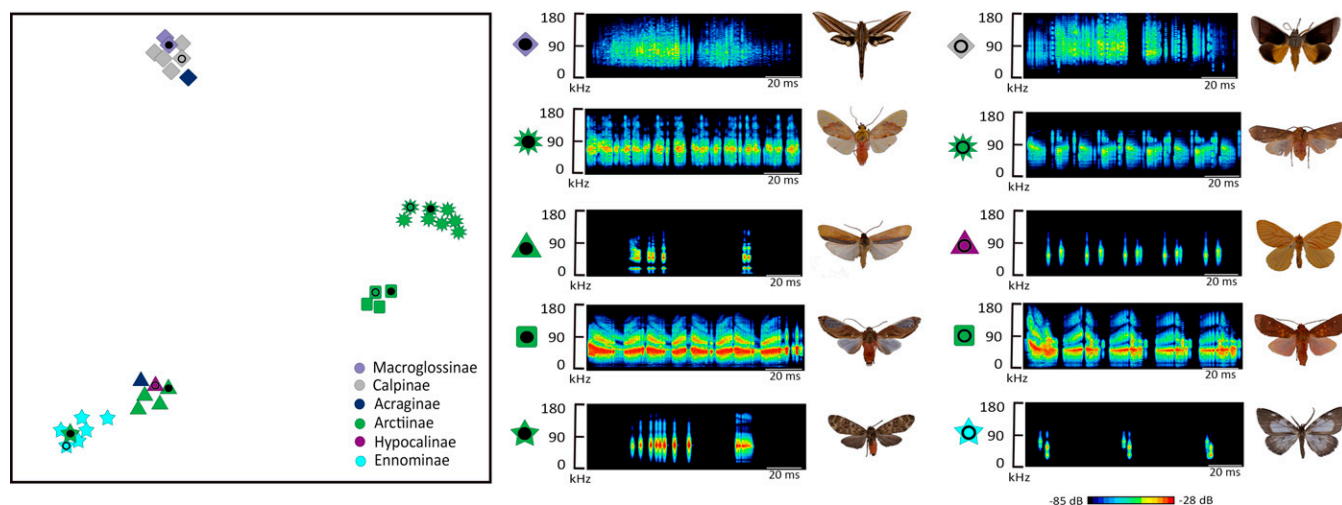 Macroglossinae
Calpinae
Acraginae
Arctiinae
Hypocalinae
Ennominae
180
90
0
kHz
20 ms
180
90
0
kHz
20 ms
180
90
0
kHz
20 ms
180
90
0
kHz
20 ms
180
90
0
kHz
20 ms
180
90
0
kHz
20 ms
180
90
0
kHz
20 ms
180
90
0
kHz
20 ms
180
90
0
kHz
20 ms
180
90
0
kHz
20 ms
-85 dB -28 dB